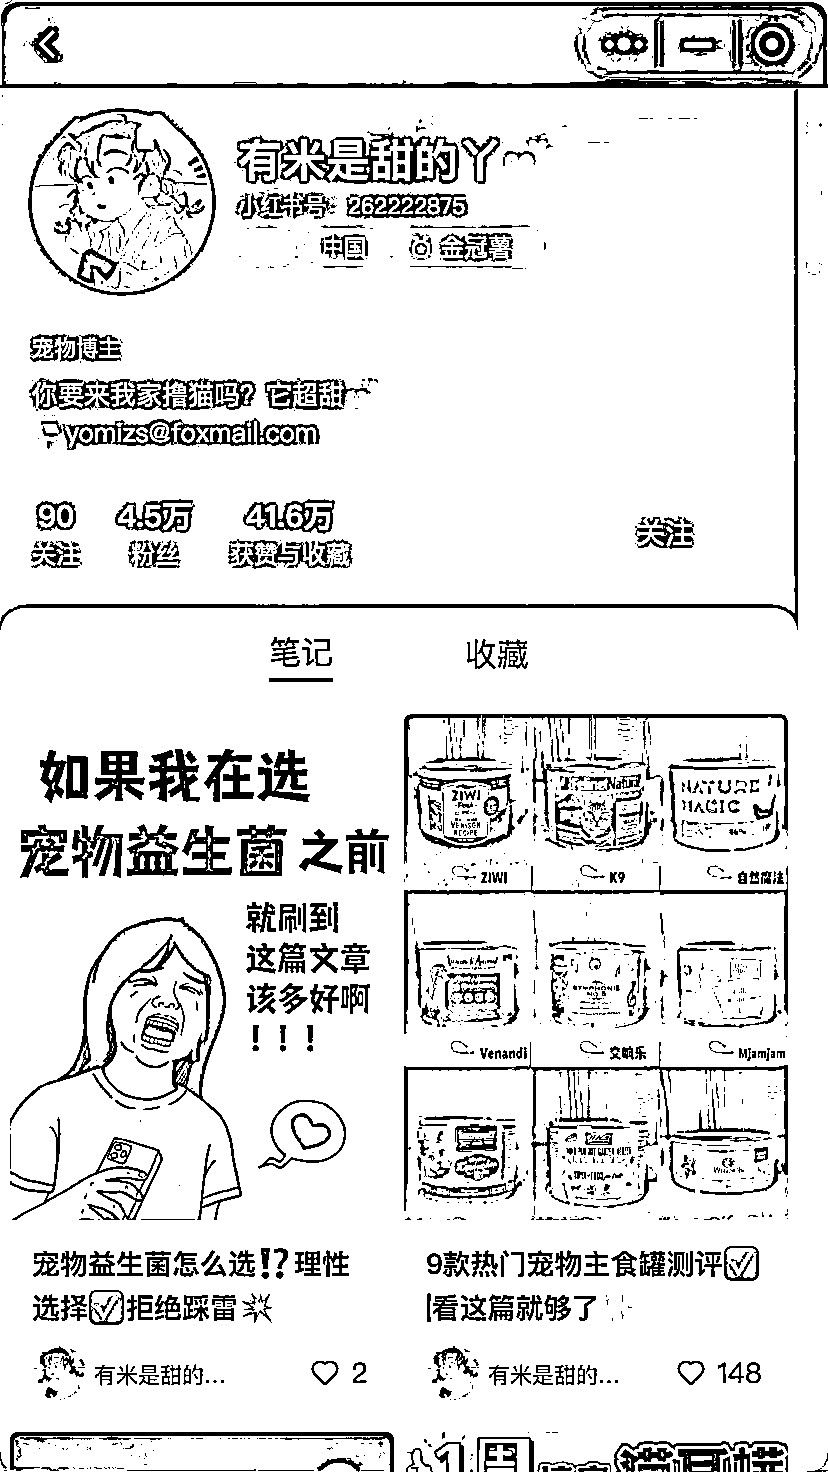 有米是甜的丫
小红书号：262222875
中国 金冠薯
宠物博主
你要来我家撸猫吗？它超甜
yomizs@foxmail.com
90 4.5万 41.6万
关注 粉丝 获赞与收藏
关注
笔记 收藏
如果我在选
宠物益生菌之前
就刷到
这篇文章
该多好啊
！！！
ZIWI
Peak
VENISON
RECIPE
Natural
NATURE
MAGIC
ZIWI K9 自然魔法
SYMPHONIE
NO.
Venandi 交响乐 Mjamjam
宠物益生菌怎么选⁉️理性
选择☑️拒绝踩雷💥
有米是甜的... ♡ 2
9款热门宠物主食罐测评☑️
看这篇就够了
有米是甜的... ♡ 148